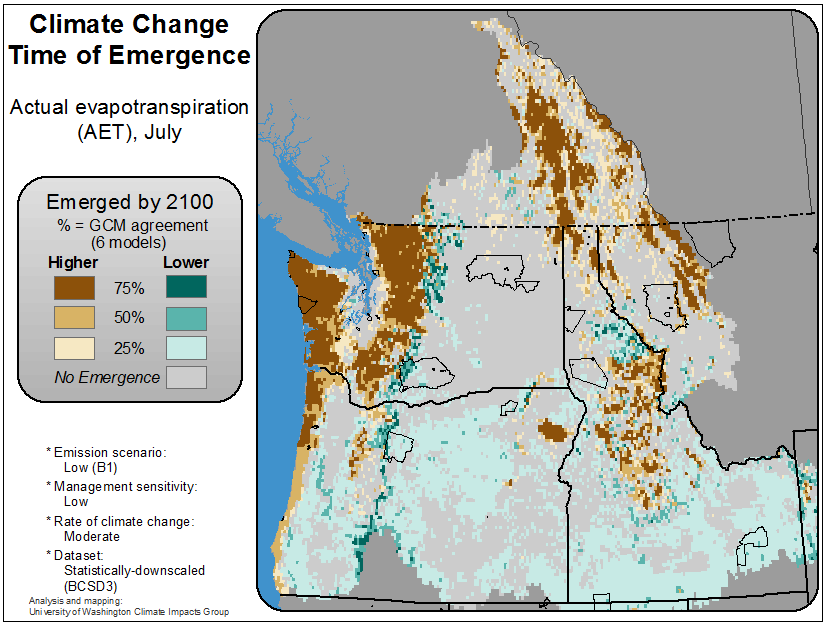 Climate Change
Time of Emergence
Actual evapotranspiration
(AET), July
Emerged by 2100
% = GCM agreement
(6 models)
Higher Lower
75%
50%
25%
No Emergence
* Emission scenario:
Low (B1)
* Management sensitivity:
Low
* Rate of climate change:
Moderate
* Dataset:
Statistically-downscaled
(BCSD3)
Analysis and mapping:
University of Washington Climate Impacts Group